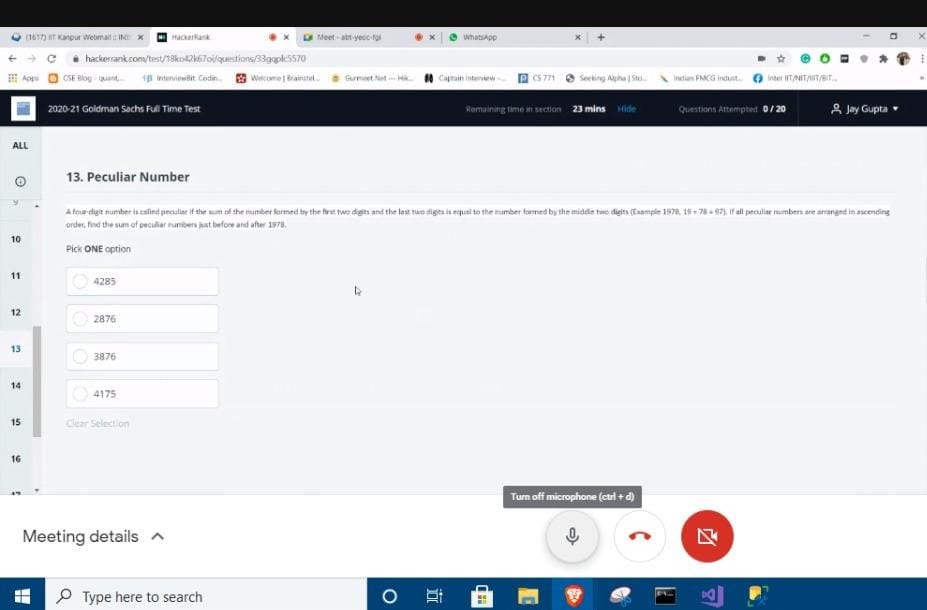 (1617) IIT Kanpur Webmail :: INB
HackerRank
Meet - abt-yecc-fgi
WhatsApp
hackerrank.com/test/18ko42k67oi/questions/33gqplc5570
Apps
CSE Blog - quant,...
InterviewBit: Codin...
Welcome | Brainstel...
Gurmeet.Net — Hik...
Captain Interview -...
CS 771
Seeking Alpha | Sto...
Indian FMCG Indust...
Inter IIT/NIT/IIIT/BIT...
2020-21 Goldman Sachs Full Time Test
Remaining time in section 23 mins Hide
Questions Attempted 0 / 20
Jay Gupta
ALL
13. Peculiar Number
9
A four-digit number is called peculiar if the sum of the number formed by the first two digits and the last two digits is equal to the number formed by the middle two digits (Example 1978, 19 + 78 = 97). If all peculiar numbers are arranged in ascending
order, find the sum of peculiar numbers just before and after 1978.
10
Pick ONE option
11
4285
12
2876
13
3876
14
4175
15
Clear Selection
16
17
Turn off microphone (ctrl + d)
Meeting details
Type here to search